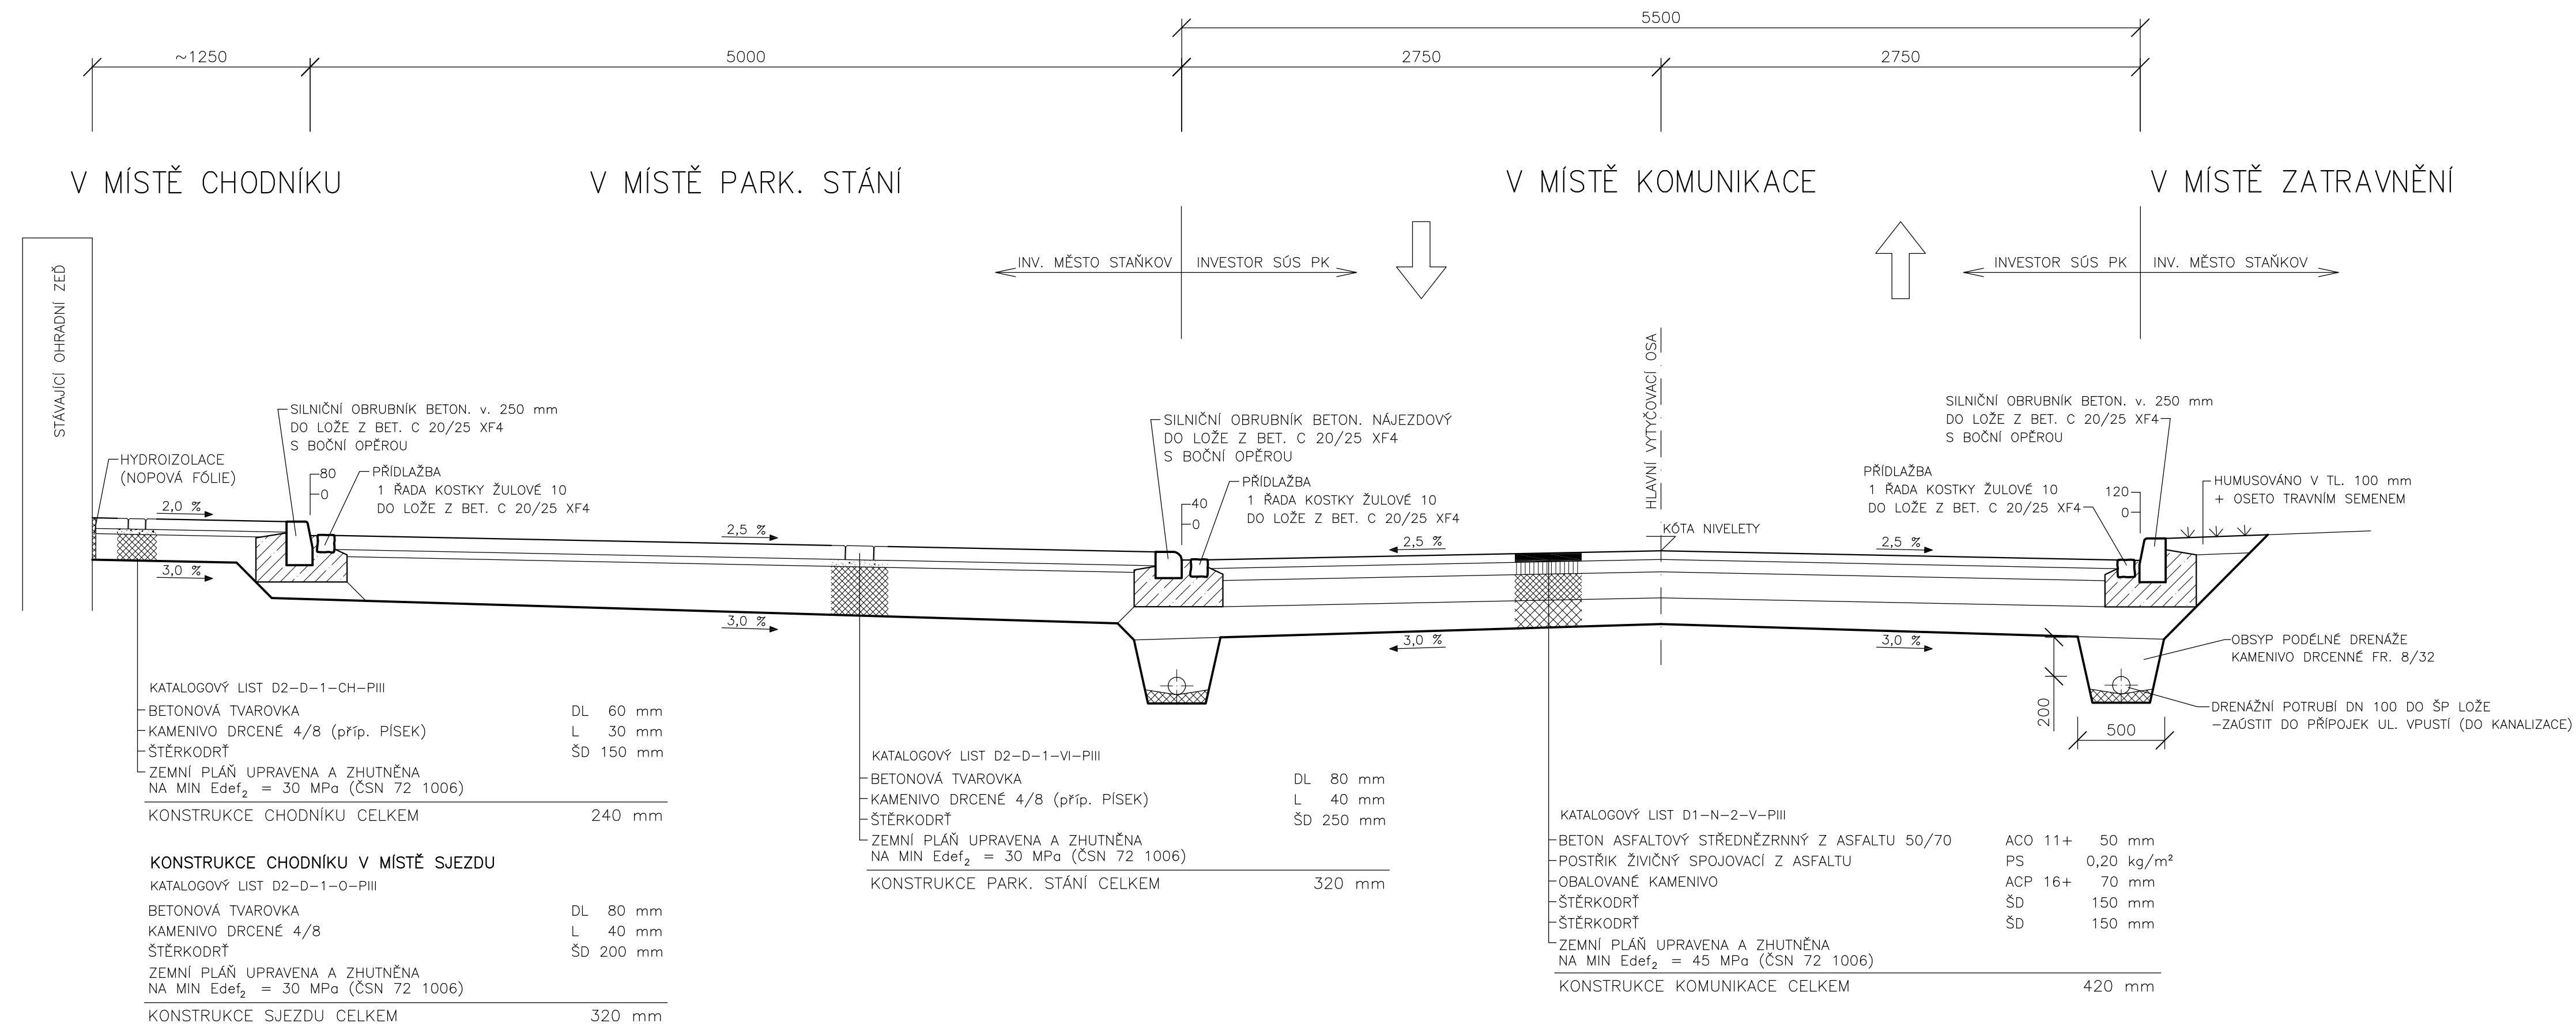 5500
~1250
5000
2750
2750
V MÍSTĚ CHODNÍKU
V MÍSTĚ PARK. STÁNÍ
V MÍSTĚ KOMUNIKACE
V MÍSTĚ ZATRAVNĚNÍ
INV. MĚSTO STAŇKOV
INVESTOR SÚS PK
INVESTOR SÚS PK
INV. MĚSTO STAŇKOV
STÁVAJÍCÍ OHRADNÍ ZEĎ
HLAVNÍ VYTYČOVACÍ OSA
SILNIČNÍ OBRUBNÍK BETON. v. 250 mm
DO LOŽE Z BET. C 20/25 XF4
S BOČNÍ OPĚROU
HYDROIZOLACE
(NOPOVÁ FÓLIE)
80
0
PŘÍDLAŽBA
1 ŘADA KOSTKY ŽULOVÉ 10
DO LOŽE Z BET. C 20/25 XF4
2,0 %
3,0 %
2,5 %
3,0 %
SILNIČNÍ OBRUBNÍK BETON. NÁJEZDOVÝ
DO LOŽE Z BET. C 20/25 XF4
S BOČNÍ OPĚROU
40
0
PŘÍDLAŽBA
1 ŘADA KOSTKY ŽULOVÉ 10
DO LOŽE Z BET. C 20/25 XF4
KÓTA NIVELETY
2,5 %
3,0 %
2,5 %
3,0 %
SILNIČNÍ OBRUBNÍK BETON. v. 250 mm
DO LOŽE Z BET. C 20/25 XF4
S BOČNÍ OPĚROU
PŘÍDLAŽBA
1 ŘADA KOSTKY ŽULOVÉ 10
DO LOŽE Z BET. C 20/25 XF4
120
0
HUMUSOVÁNO V TL. 100 mm
+ OSETO TRAVNÍM SEMENEM
OBSYP PODÉLNÉ DRENÁŽE
KAMENIVO DRCENNÉ FR. 8/32
DRENÁŽNÍ POTRUBÍ DN 100 DO ŠP LOŽE
-ZAÚSTIT DO PŘÍPOJEK UL. VPUSTÍ (DO KANALIZACE)
200
500
KATALOGOVÝ LIST D2-D-1-CH-PIII
BETONOVÁ TVAROVKA DL 60 mm
KAMENIVO DRCENÉ 4/8 (příp. PÍSEK) L 30 mm
ŠTĚRKODRŤ ŠD 150 mm
ZEMNÍ PLÁŇ UPRAVENA A ZHUTNĚNA
NA MIN Edef₂ = 30 MPa (ČSN 72 1006)
KONSTRUKCE CHODNÍKU CELKEM 240 mm
KONSTRUKCE CHODNÍKU V MÍSTĚ SJEZDU
KATALOGOVÝ LIST D2-D-1-O-PIII
BETONOVÁ TVAROVKA DL 80 mm
KAMENIVO DRCENÉ 4/8 L 40 mm
ŠTĚRKODRŤ ŠD 200 mm
ZEMNÍ PLÁŇ UPRAVENA A ZHUTNĚNA
NA MIN Edef₂ = 30 MPa (ČSN 72 1006)
KONSTRUKCE SJEZDU CELKEM 320 mm
KATALOGOVÝ LIST D2-D-1-VI-PIII
BETONOVÁ TVAROVKA DL 80 mm
KAMENIVO DRCENÉ 4/8 (příp. PÍSEK) L 40 mm
ŠTĚRKODRŤ ŠD 250 mm
ZEMNÍ PLÁŇ UPRAVENA A ZHUTNĚNA
NA MIN Edef₂ = 30 MPa (ČSN 72 1006)
KONSTRUKCE PARK. STÁNÍ CELKEM 320 mm
KATALOGOVÝ LIST D1-N-2-V-PIII
BETON ASFALTOVÝ STŘEDNĚZRNNÝ Z ASFALTU 50/70 ACO 11+ 50 mm
POSTŘIK ŽIVIČNÝ SPOJOVACÍ Z ASFALTU PS 0,20 kg/m²
OBALOVANÉ KAMENIVO ACP 16+ 70 mm
ŠTĚRKODRŤ ŠD 150 mm
ŠTĚRKODRŤ ŠD 150 mm
ZEMNÍ PLÁŇ UPRAVENA A ZHUTNĚNA
NA MIN Edef₂ = 45 MPa (ČSN 72 1006)
KONSTRUKCE KOMUNIKACE CELKEM 420 mm